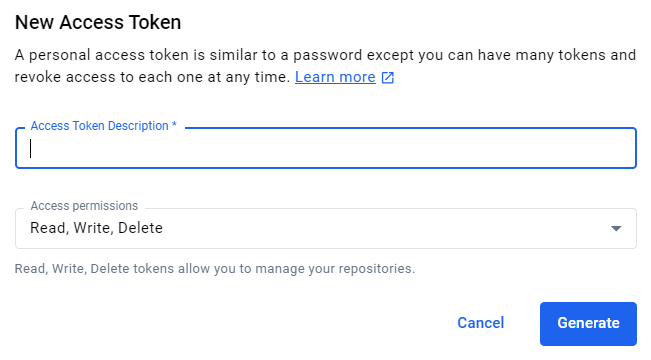 New Access Token
A personal access token is similar to a password except you can have many tokens and
revoke access to each one at any time. Learn more
Access Token Description *
Access permissions
Read, Write, Delete
Read, Write, Delete tokens allow you to manage your repositories.
Cancel Generate